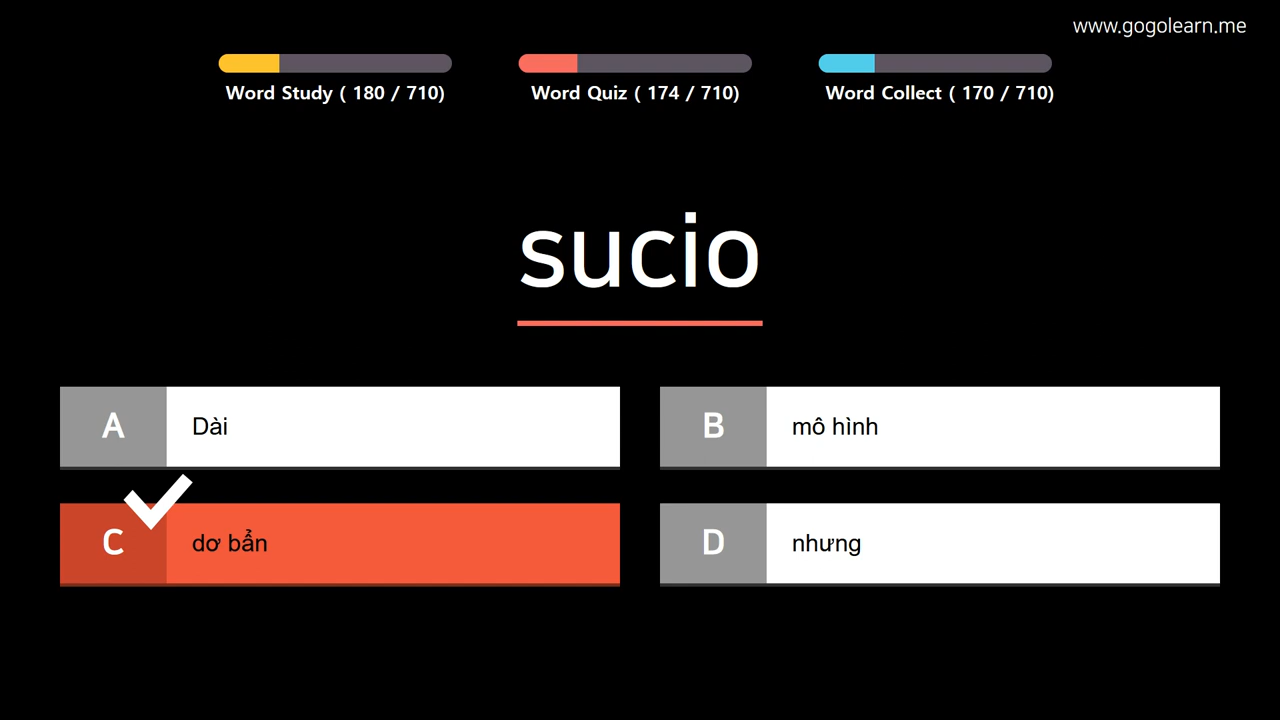 www.gogolearn.me
Word Study ( 180 / 710)
Word Quiz ( 174 / 710)
Word Collect ( 170 / 710)
sucio
A
Dài
B
mô hình
C
dơ bẩn
D
nhưng